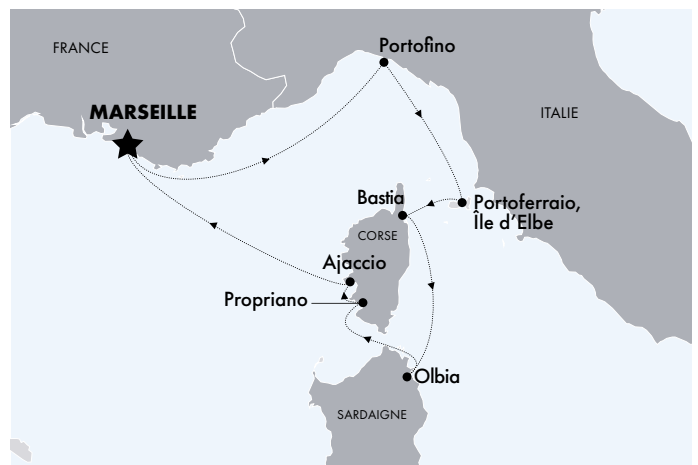 FRANCE
Portofino
MARSEILLE
ITALIE
Bastia
Portoferraio,
Île d'Elbe
CORSE
Ajaccio
Propriano
Olbia
SARDAIGNE